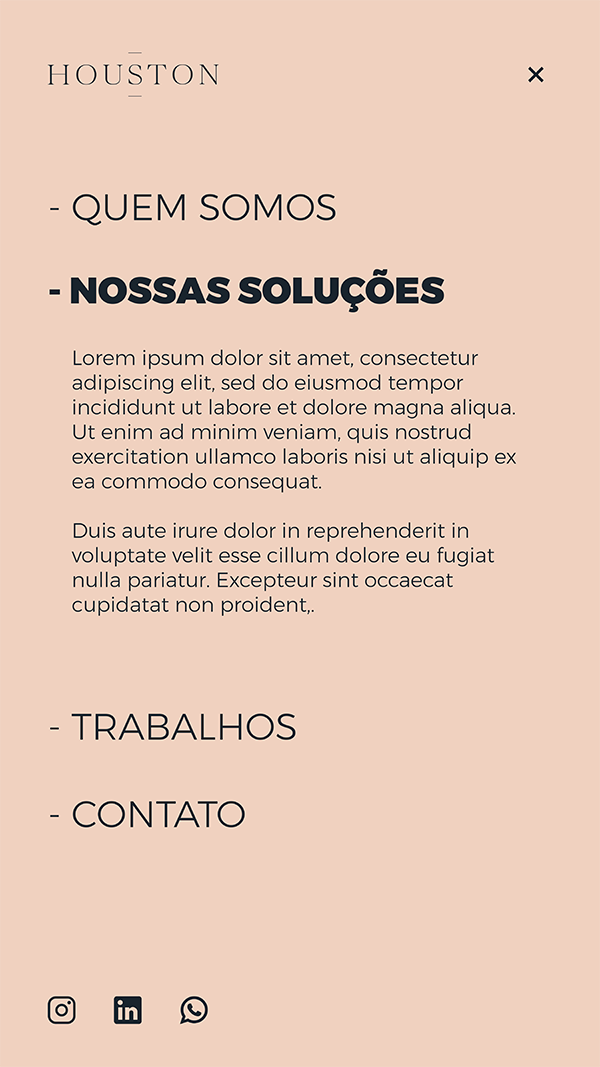 HOUSTON
- QUEM SOMOS
- NOSSAS SOLUÇÕES
Lorem ipsum dolor sit amet, consectetur
adipiscing elit, sed do eiusmod tempor
incididunt ut labore et dolore magna aliqua.
Ut enim ad minim veniam, quis nostrud
exercitation ullamco laboris nisi ut aliquip ex
ea commodo consequat.
Duis aute irure dolor in reprehenderit in
voluptate velit esse cillum dolore eu fugiat
nulla pariatur. Excepteur sint occaecat
cupidatat non proident,.
- TRABALHOS
- CONTATO
in